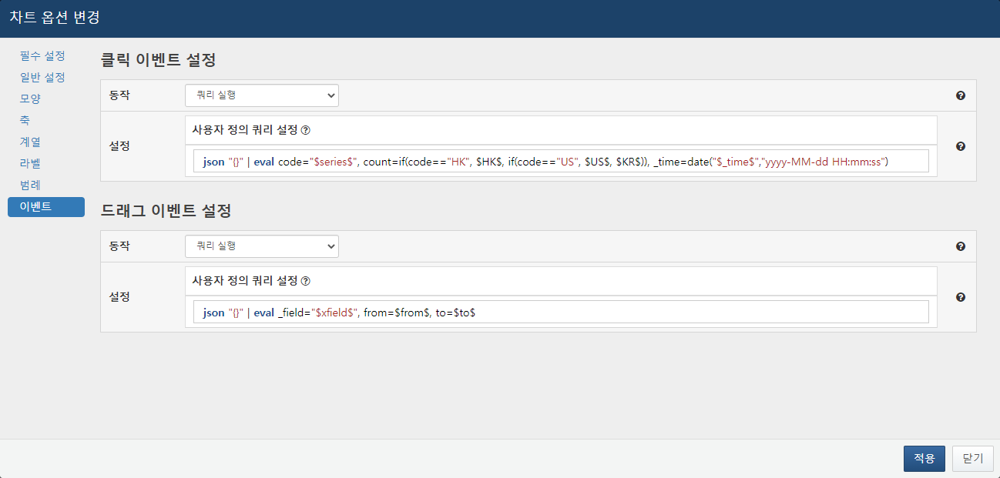 차트 옵션 변경
필수 설정
일반 설정
모양
축
계열
라벨
범례
이벤트
클릭 이벤트 설정
동작
쿼리 실행
설정
사용자 정의 쿼리 설정
json "{}" | eval code="$series$", count=if(code=="HK", $HK$, if(code=="US", $US$, $KR$)), _time=date("$_time$","yyyy-MM-dd HH:mm:ss")
드래그 이벤트 설정
동작
쿼리 실행
설정
사용자 정의 쿼리 설정
json "{}" | eval _field="$xfield$", from=$from$, to=$to$
적용
닫기